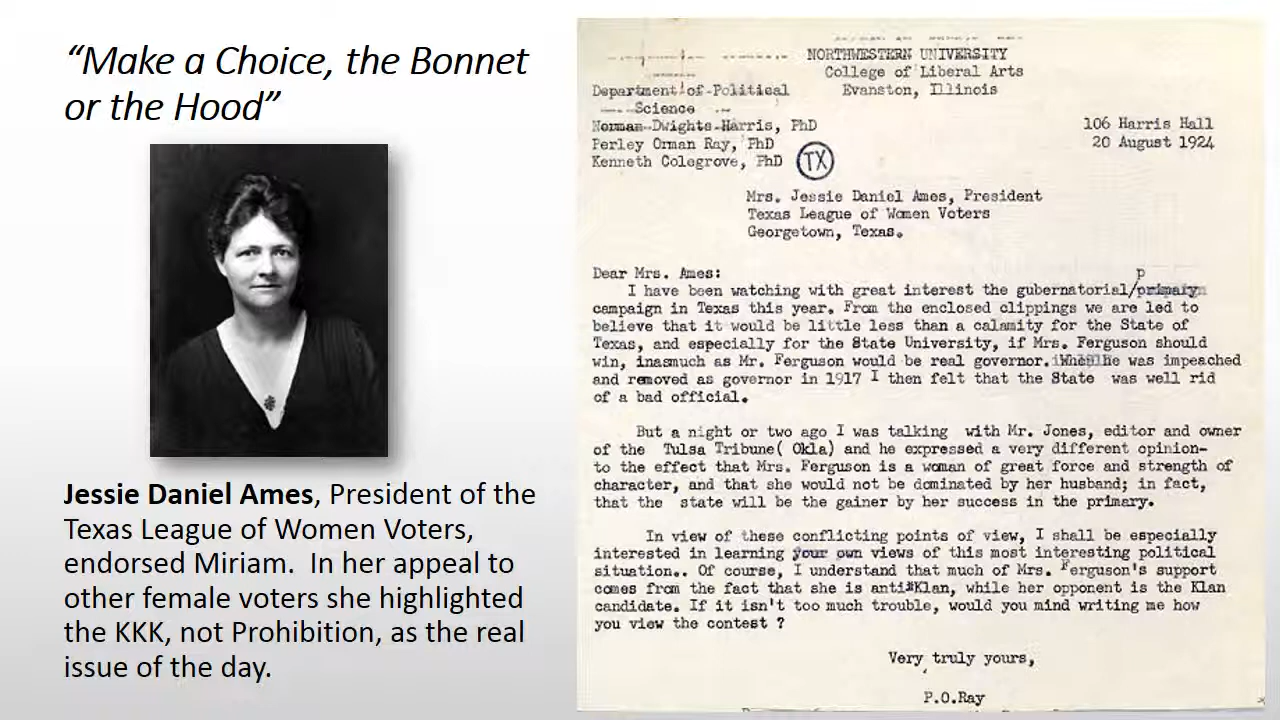 “Make a Choice, the Bonnet
or the Hood”
Jessie Daniel Ames, President of the
Texas League of Women Voters,
endorsed Miriam. In her appeal to
other female voters she highlighted
the KKK, not Prohibition, as the real
issue of the day.
NORTHWESTERN UNIVERSITY
College of Liberal Arts
Evanston, Illinois
Department of Political
Science
Norman Dwights Harris, PhD
Perley Orman Ray, PhD
Kenneth Colegrove, PhD
TX
106 Harris Hall
20 August 1924
Mrs. Jessie Daniel Ames, President
Texas League of Women Voters
Georgetown, Texas.
Dear Mrs. Ames:
p
I have been watching with great interest the gubernatorial/
campaign in Texas this year. From the enclosed clippings we are led to
believe that it would be little less than a calamity for the State of
Texas, and especially for the State University, if Mrs. Ferguson should
win, inasmuch as Mr. Ferguson would be real governor. he was impeached
and removed as governor in 1917 I then felt that the State was well rid
of a bad official.
But a night or two ago I was talking with Mr. Jones, editor and owner
of the Tulsa Tribune( Okla) and he expressed a very different opinion-
to the effect that Mrs. Ferguson is a woman of great force and strength of
character, and that she would not be dominated by her husband; in fact,
that the state will be the gainer by her success in the primary.
In view of these conflicting points of view, I shall be especially
interested in learning your own views of this most interesting political
situation.. Of course, I understand that much of Mrs. Ferguson's support
comes from the fact that she is anti Klan, while her opponent is the Klan
candidate. If it isn't too much trouble, would you mind writing me how
you view the contest ?
Very truly yours,
P.O.Ray